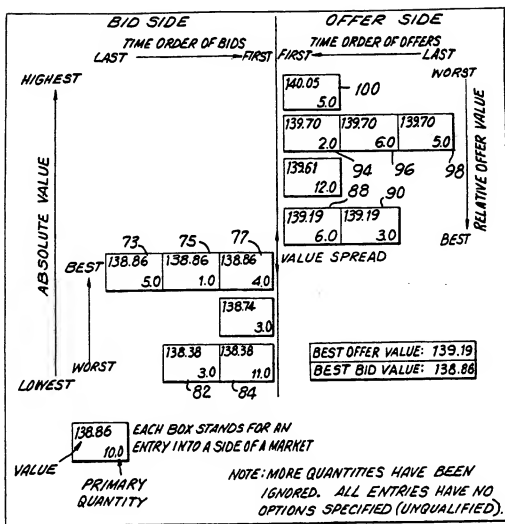 BID SIDE
OFFER SIDE
TIME ORDER OF BIDS
LAST FIRST
TIME ORDER OF OFFERS
FIRST LAST
HIGHEST
ABSOLUTE VALUE
LOWEST
WORST
RELATIVE OFFER VALUE
BEST
140.05
5.0
100
139.70 139.70 139.70
2.0 6.0 5.0
94 96 98
139.61
12.0
88 90
139.19 139.19
6.0 3.0
VALUE SPREAD
73 75 77
BEST
138.86 138.86 138.86
5.0 1.0 4.0
138.74
3.0
WORST
138.38 138.38
3.0 11.0
82 84
BEST OFFER VALUE: 139.19
BEST BID VALUE: 138.86
138.86
10.0
EACH BOX STANDS FOR AN
ENTRY INTO A SIDE OF A MARKET
VALUE
PRIMARY
QUANTITY
NOTE: MORE QUANTITIES HAVE BEEN
IGNORED. ALL ENTRIES HAVE NO
OPTIONS SPECIFIED (UNQUALIFIED).